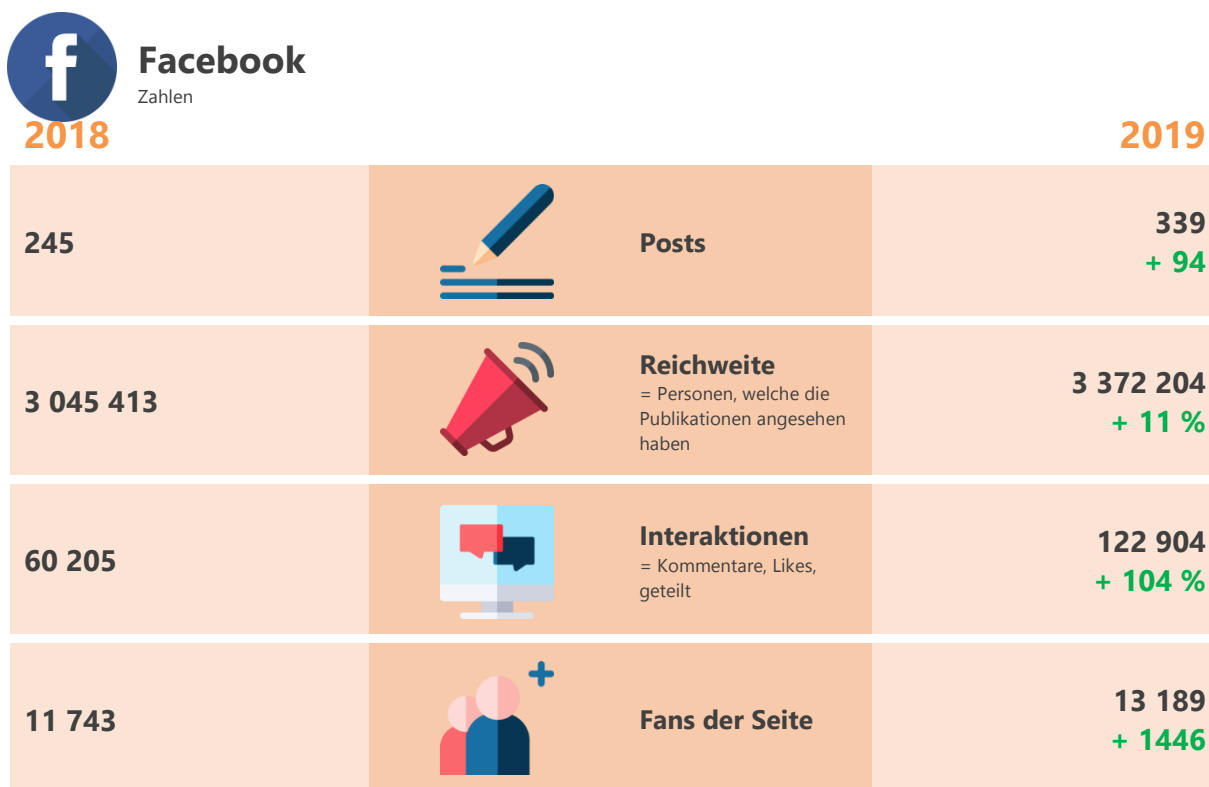 Facebook
Zahlen
2018
2019
245
Posts
339
+ 94
3 045 413
Reichweite
= Personen, welche die
Publikationen angesehen
haben
3 372 204
+ 11 %
60 205
Interaktionen
= Kommentare, Likes,
geteilt
122 904
+ 104 %
11 743
Fans der Seite
13 189
+ 1446